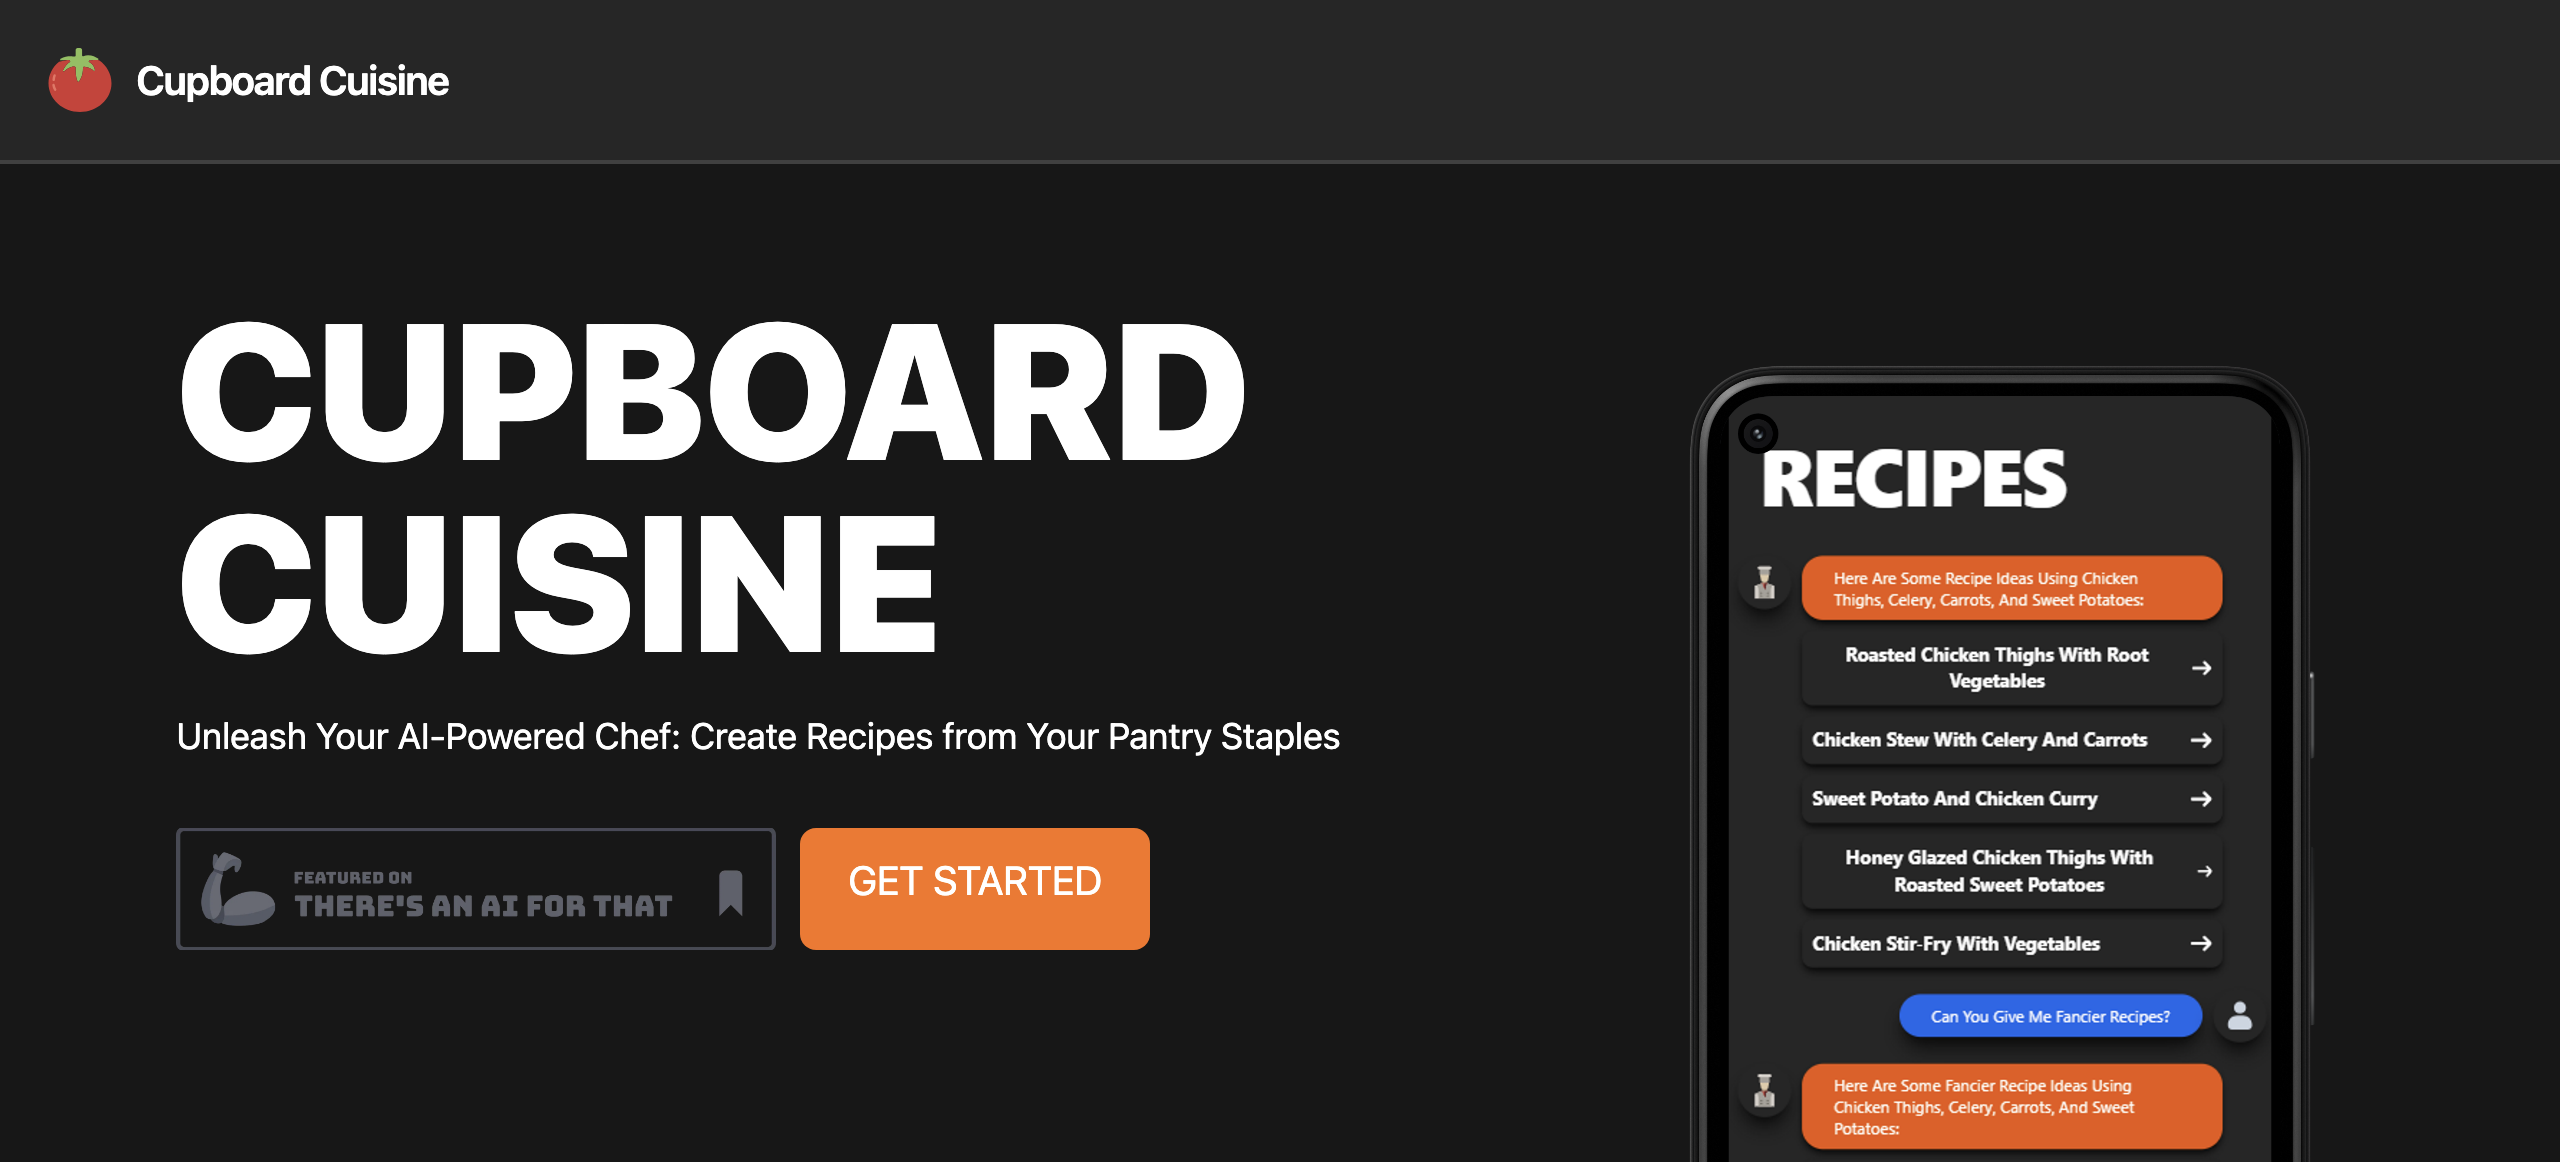 Cupboard Cuisine
CUPBOARD
CUISINE
Unleash Your AI-Powered Chef: Create Recipes from Your Pantry Staples
FEATURED ON
THERE'S AN AI FOR THAT
GET STARTED
RECIPES
Here Are Some Recipe Ideas Using Chicken
Thighs, Celery, Carrots, And Sweet Potatoes:
Roasted Chicken Thighs With Root
Vegetables
Chicken Stew With Celery And Carrots
Sweet Potato And Chicken Curry
Honey Glazed Chicken Thighs With
Roasted Sweet Potatoes
Chicken Stir-Fry With Vegetables
Can You Give Me Fancier Recipes?
Here Are Some Fancier Recipe Ideas Using
Chicken Thighs, Celery, Carrots, And Sweet
Potatoes: